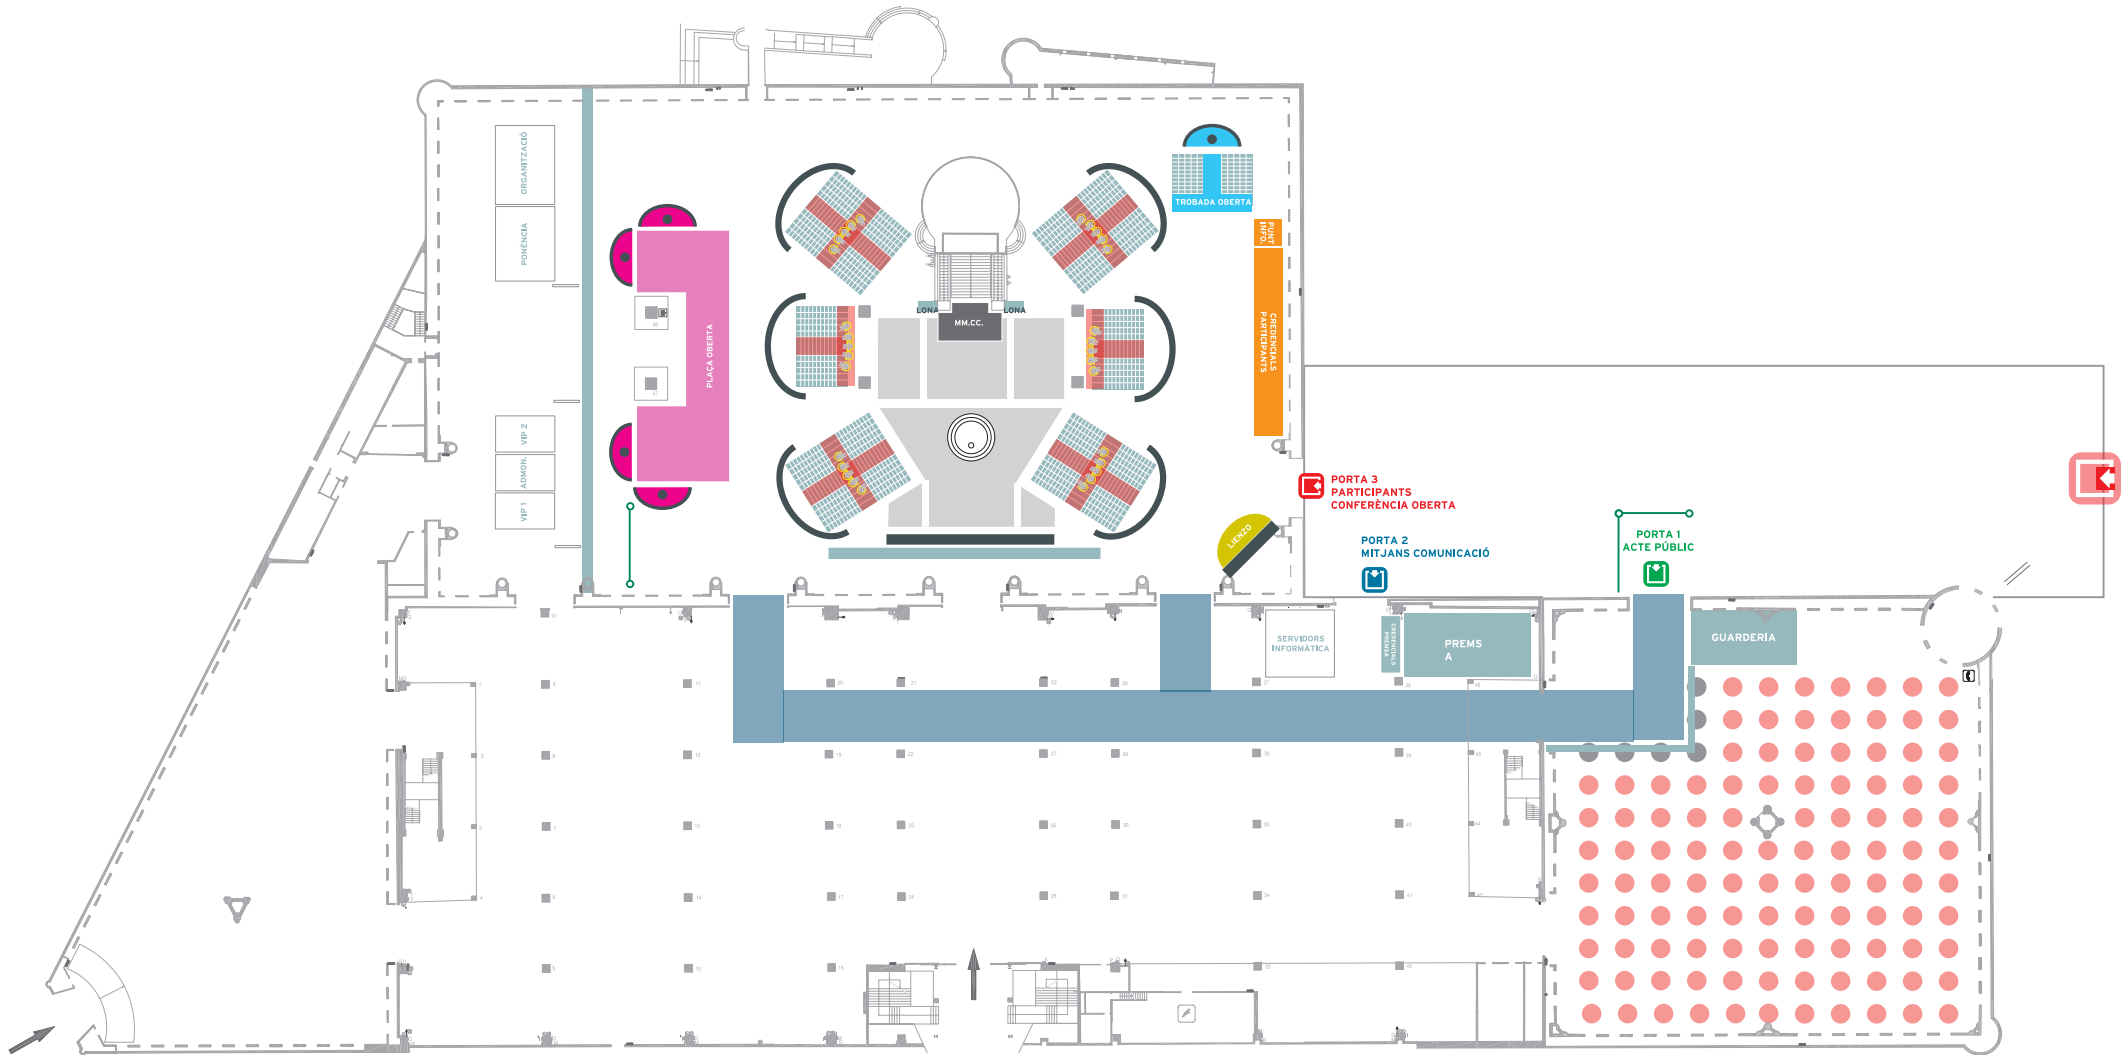 ORGANITZACIÓ
PONÈNCIA
VIP 2
ADMON.
VIP 1
PLAÇA OBERTA
48
47
LONA
LONA
MM.CC.
TROBADA OBERTA
PUNT
INFO.
CREDENCIALS
PARTICIPANTS
LIENZO
PORTA 3
PARTICIPANTS
CONFERÈNCIA OBERTA
PORTA 2
MITJANS COMUNICACIÓ
PORTA 1
ACTE PÚBLIC
SERVIDORS
INFORMÀTICA
CREDENCIALS
PREMSA
PREMS
A
GUARDERIA